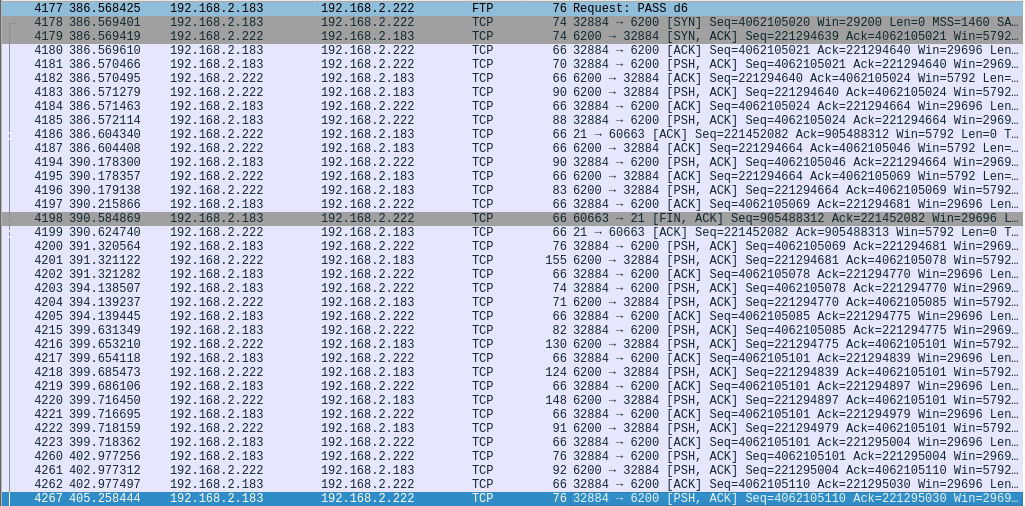 4177 386.568425 192.168.2.183 192.168.2.222 FTP 76 Request: PASS d6
4178 386.569401 192.168.2.183 192.168.2.222 TCP 74 32884 → 6200 [SYN] Seq=4062105020 Win=29200 Len=0 MSS=1460 SA…
4179 386.569419 192.168.2.222 192.168.2.183 TCP 74 6200 → 32884 [SYN, ACK] Seq=221294639 Ack=4062105021 Win=5792…
4180 386.569610 192.168.2.183 192.168.2.222 TCP 66 32884 → 6200 [ACK] Seq=4062105021 Ack=221294640 Win=29696 Len…
4181 386.570466 192.168.2.183 192.168.2.222 TCP 70 32884 → 6200 [PSH, ACK] Seq=4062105021 Ack=221294640 Win=2969…
4182 386.570495 192.168.2.222 192.168.2.183 TCP 66 6200 → 32884 [ACK] Seq=221294640 Ack=4062105024 Win=5792 Len=…
4183 386.571279 192.168.2.222 192.168.2.183 TCP 90 6200 → 32884 [PSH, ACK] Seq=221294640 Ack=4062105024 Win=5792…
4184 386.571463 192.168.2.183 192.168.2.222 TCP 66 32884 → 6200 [ACK] Seq=4062105024 Ack=221294664 Win=29696 Len…
4185 386.572114 192.168.2.183 192.168.2.222 TCP 88 32884 → 6200 [PSH, ACK] Seq=4062105024 Ack=221294664 Win=2969…
4186 386.604340 192.168.2.222 192.168.2.183 TCP 66 21 → 60663 [ACK] Seq=221452082 Ack=905488312 Win=5792 Len=0 T…
4187 386.604408 192.168.2.222 192.168.2.183 TCP 66 6200 → 32884 [ACK] Seq=221294664 Ack=4062105046 Win=5792 Len=…
4194 390.178300 192.168.2.183 192.168.2.222 TCP 90 32884 → 6200 [PSH, ACK] Seq=4062105046 Ack=221294664 Win=2969…
4195 390.178357 192.168.2.222 192.168.2.183 TCP 66 6200 → 32884 [ACK] Seq=221294664 Ack=4062105069 Win=5792 Len=…
4196 390.179138 192.168.2.222 192.168.2.183 TCP 83 6200 → 32884 [PSH, ACK] Seq=221294664 Ack=4062105069 Win=5792…
4197 390.215866 192.168.2.183 192.168.2.222 TCP 66 32884 → 6200 [ACK] Seq=4062105069 Ack=221294681 Win=29696 Len…
4198 390.584869 192.168.2.183 192.168.2.222 TCP 66 60663 → 21 [FIN, ACK] Seq=905488312 Ack=221452082 Win=29696 L…
4199 390.624740 192.168.2.222 192.168.2.183 TCP 66 21 → 60663 [ACK] Seq=221452082 Ack=905488313 Win=5792 Len=0 T…
4200 391.320564 192.168.2.183 192.168.2.222 TCP 76 32884 → 6200 [PSH, ACK] Seq=4062105069 Ack=221294681 Win=2969…
4201 391.321122 192.168.2.222 192.168.2.183 TCP 155 6200 → 32884 [PSH, ACK] Seq=221294681 Ack=4062105078 Win=5792…
4202 391.321282 192.168.2.183 192.168.2.222 TCP 66 32884 → 6200 [ACK] Seq=4062105078 Ack=221294770 Win=29696 Len…
4203 394.138507 192.168.2.183 192.168.2.222 TCP 74 32884 → 6200 [PSH, ACK] Seq=4062105078 Ack=221294770 Win=2969…
4204 394.139237 192.168.2.222 192.168.2.183 TCP 71 6200 → 32884 [PSH, ACK] Seq=221294770 Ack=4062105085 Win=5792…
4205 394.139445 192.168.2.183 192.168.2.222 TCP 66 32884 → 6200 [ACK] Seq=4062105085 Ack=221294775 Win=29696 Len…
4215 399.631349 192.168.2.183 192.168.2.222 TCP 82 32884 → 6200 [PSH, ACK] Seq=4062105085 Ack=221294775 Win=2969…
4216 399.653210 192.168.2.222 192.168.2.183 TCP 130 6200 → 32884 [PSH, ACK] Seq=221294775 Ack=4062105101 Win=5792…
4217 399.654118 192.168.2.183 192.168.2.222 TCP 66 32884 → 6200 [ACK] Seq=4062105101 Ack=221294839 Win=29696 Len…
4218 399.685473 192.168.2.222 192.168.2.183 TCP 124 6200 → 32884 [PSH, ACK] Seq=221294839 Ack=4062105101 Win=5792…
4219 399.686106 192.168.2.183 192.168.2.222 TCP 66 32884 → 6200 [ACK] Seq=4062105101 Ack=221294897 Win=29696 Len…
4220 399.716450 192.168.2.222 192.168.2.183 TCP 148 6200 → 32884 [PSH, ACK] Seq=221294897 Ack=4062105101 Win=5792…
4221 399.716695 192.168.2.183 192.168.2.222 TCP 66 32884 → 6200 [ACK] Seq=4062105101 Ack=221294979 Win=29696 Len…
4222 399.718159 192.168.2.222 192.168.2.183 TCP 91 6200 → 32884 [PSH, ACK] Seq=221294979 Ack=4062105101 Win=5792…
4223 399.718362 192.168.2.183 192.168.2.222 TCP 66 32884 → 6200 [ACK] Seq=4062105101 Ack=221295004 Win=29696 Len…
4260 402.977256 192.168.2.183 192.168.2.222 TCP 76 32884 → 6200 [PSH, ACK] Seq=4062105101 Ack=221295004 Win=2969…
4261 402.977312 192.168.2.222 192.168.2.183 TCP 92 6200 → 32884 [PSH, ACK] Seq=221295004 Ack=4062105110 Win=5792…
4262 402.977497 192.168.2.183 192.168.2.222 TCP 66 32884 → 6200 [ACK] Seq=4062105110 Ack=221295030 Win=29696 Len…
4267 405.258444 192.168.2.183 192.168.2.222 TCP 76 32884 → 6200 [PSH, ACK] Seq=4062105110 Ack=221295030 Win=2969…